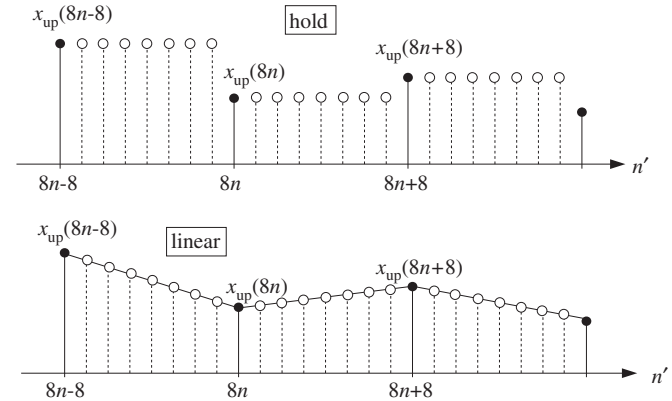 x_up(8n-8)
hold
x_up(8n)
x_up(8n+8)
8n-8 8n 8n+8 n′
x_up(8n-8)
linear
x_up(8n)
x_up(8n+8)
8n-8 8n 8n+8 n′